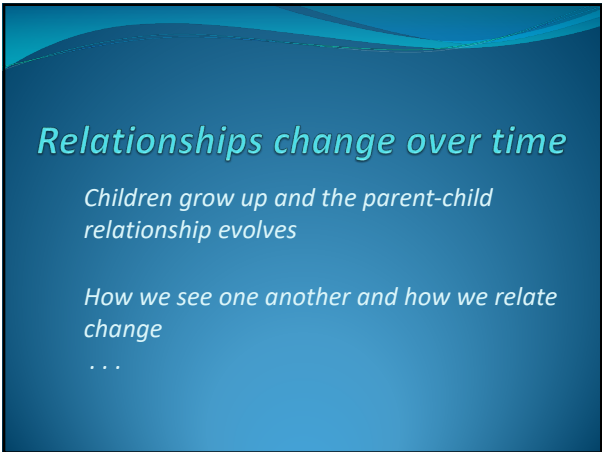 Relationships change over time
Children grow up and the parent-child
relationship evolves
How we see one another and how we relate
change
. . .